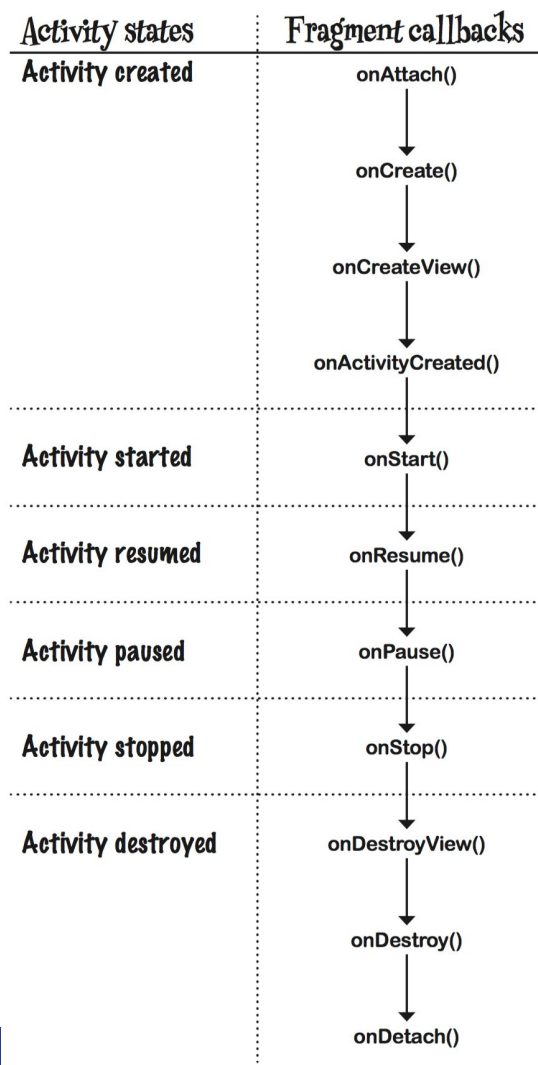 Activity states Fragment callbacks
Activity created onAttach()
onCreate()
onCreateView()
onActivityCreated()
Activity started onStart()
Activity resumed onResume()
Activity paused onPause()
Activity stopped onStop()
Activity destroyed onDestroyView()
onDestroy()
onDetach()